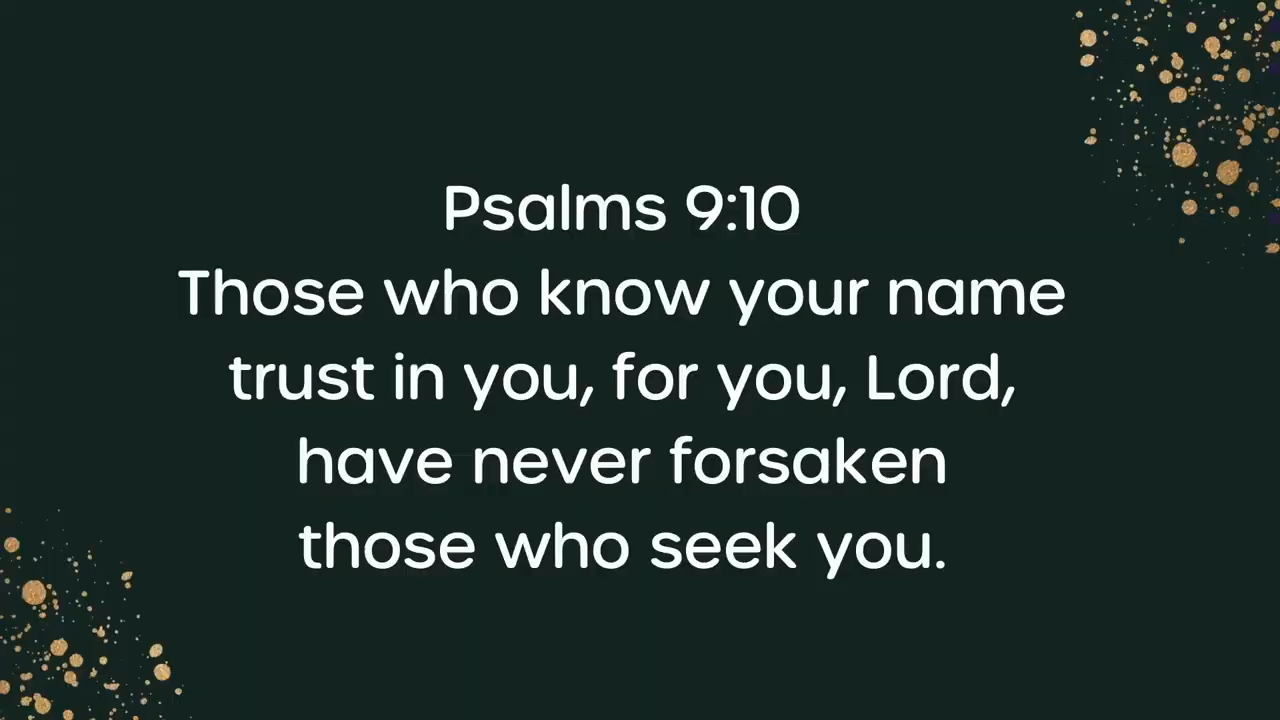 Psalms 9:10
Those who know your name
trust in you, for you, Lord,
have never forsaken
those who seek you.